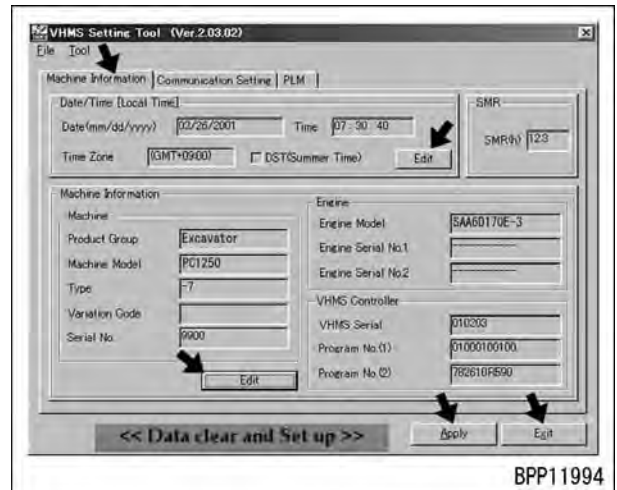 VHMS Setting Tool (Ver.2.03.02)
File Tool
Machine Information Communication Setting PLM
Date/Time [Local Time]
Date(mm/dd/yyyy) 03/26/2001 Time 07 : 30 : 40
Time Zone (GMT+09:00) DST(Summer Time) Edit
SMR
SMR(h) 123
Machine Information
Machine
Product Group Excavator
Machine Model PC1250
Type -7
Variation Code
Serial No. 9900
Edit
Engine
Engine Model SAA6D170E-3
Engine Serial No.1 ---------------
Engine Serial No.2 ---------------
VHMS Controller
VHMS Serial 010203
Program No.(1) 01000100100
Program No.(2) 782610R590
<< Data clear and Set up >> Apply Exit
BPP11994